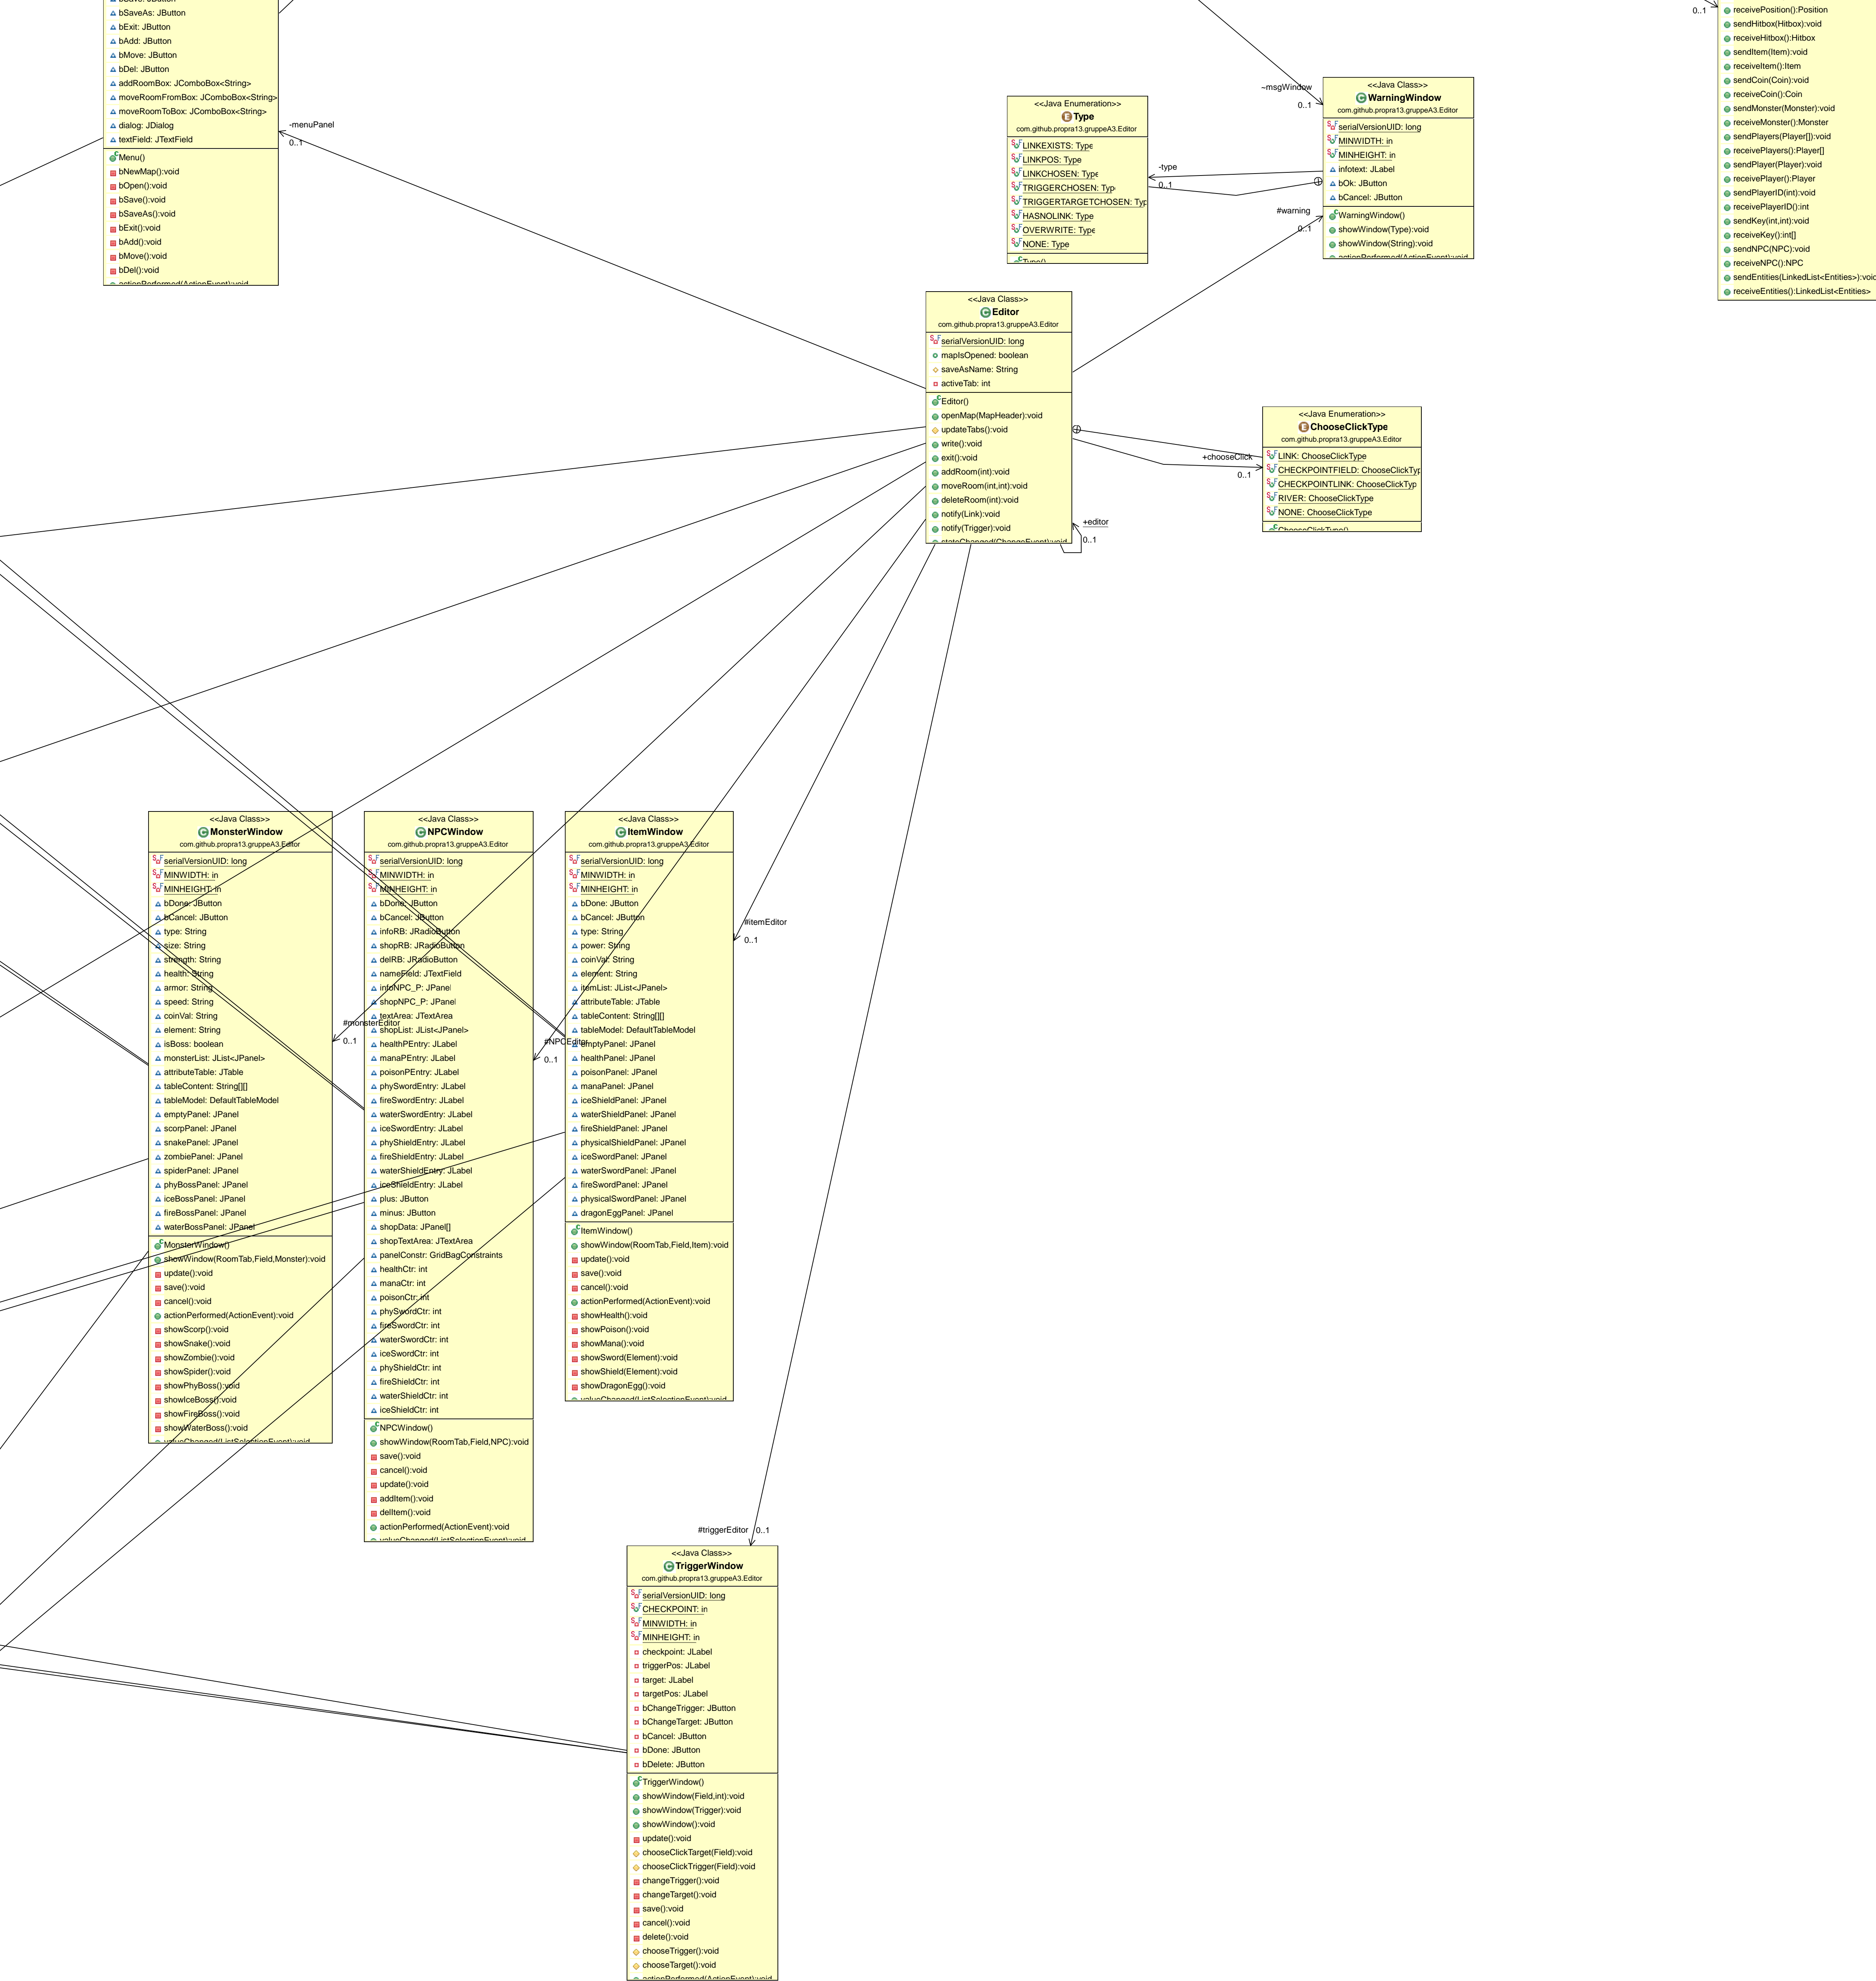 bSaveAs: JButton
bExit: JButton
bAdd: JButton
bMove: JButton
bDel: JButton
addRoomBox: JComboBox<String>
moveRoomFromBox: JComboBox<String>
moveRoomToBox: JComboBox<String>
dialog: JDialog
textField: JTextField
Menu()
bNewMap():void
bOpen():void
bSave():void
bSaveAs():void
bExit():void
bAdd():void
bMove():void
bDel():void
actionPerformed(ActionEvent):void
-menuPanel
0..1
<<Java Enumeration>>
Type
com.github.propra13.gruppeA3.Editor
LINKEXISTS: Type
LINKPOS: Type
LINKCHOSEN: Type
TRIGGERCHOSEN: Typ
TRIGGERTARGETCHOSEN: Typ
HASNOLINK: Type
OVERWRITE: Type
NONE: Type
Type()
-type
0..1
~msgWindow
0..1
#warning
0..1
<<Java Class>>
WarningWindow
com.github.propra13.gruppeA3.Editor
serialVersionUID: long
MINWIDTH: in
MINHEIGHT: in
infotext: JLabel
bOk: JButton
bCancel: JButton
WarningWindow()
showWindow(Type):void
showWindow(String):void
actionPerformed(ActionEvent):void
0..1
receivePosition():Position
sendHitbox(Hitbox):void
receiveHitbox():Hitbox
sendItem(Item):void
receiveItem():Item
sendCoin(Coin):void
receiveCoin():Coin
sendMonster(Monster):void
receiveMonster():Monster
sendPlayers(Player[]):void
receivePlayers():Player[]
sendPlayer(Player):void
receivePlayer():Player
sendPlayerID(int):void
receivePlayerID():int
sendKey(int,int):void
receiveKey():int[]
sendNPC(NPC):void
receiveNPC():NPC
sendEntities(LinkedList<Entities>):void
receiveEntities():LinkedList<Entities>
<<Java Class>>
Editor
com.github.propra13.gruppeA3.Editor
serialVersionUID: long
mapIsOpened: boolean
saveAsName: String
activeTab: int
Editor()
openMap(MapHeader):void
updateTabs():void
write():void
exit():void
addRoom(int):void
moveRoom(int,int):void
deleteRoom(int):void
notify(Link):void
notify(Trigger):void
stateChanged(ChangeEvent):void
+editor
0..1
+chooseClick
0..1
<<Java Enumeration>>
ChooseClickType
com.github.propra13.gruppeA3.Editor
LINK: ChooseClickType
CHECKPOINTFIELD: ChooseClickTyp
CHECKPOINTLINK: ChooseClickTyp
RIVER: ChooseClickType
NONE: ChooseClickType
ChooseClickType()
<<Java Class>>
MonsterWindow
com.github.propra13.gruppeA3.Editor
serialVersionUID: long
MINWIDTH: in
MINHEIGHT: in
bDone: JButton
bCancel: JButton
type: String
size: String
strength: String
health: String
armor: String
speed: String
coinVal: String
element: String
isBoss: boolean
monsterList: JList<JPanel>
attributeTable: JTable
tableContent: String[][]
tableModel: DefaultTableModel
emptyPanel: JPanel
scorpPanel: JPanel
snakePanel: JPanel
zombiePanel: JPanel
spiderPanel: JPanel
phyBossPanel: JPanel
iceBossPanel: JPanel
fireBossPanel: JPanel
waterBossPanel: JPanel
MonsterWindow()
showWindow(RoomTab,Field,Monster):void
update():void
save():void
cancel():void
actionPerformed(ActionEvent):void
showScorp():void
showSnake():void
showZombie():void
showSpider():void
showPhyBoss():void
showIceBoss():void
showFireBoss():void
showWaterBoss():void
valueChanged(ListSelectionEvent):void
#monsterEditor
0..1
<<Java Class>>
NPCWindow
com.github.propra13.gruppeA3.Editor
serialVersionUID: long
MINWIDTH: in
MINHEIGHT: in
bDone: JButton
bCancel: JButton
infoRB: JRadioButton
shopRB: JRadioButton
delRB: JRadioButton
nameField: JTextField
infoNPC_P: JPanel
shopNPC_P: JPanel
textArea: JTextArea
shopList: JList<JPanel>
healthPEntry: JLabel
manaPEntry: JLabel
poisonPEntry: JLabel
phySwordEntry: JLabel
fireSwordEntry: JLabel
waterSwordEntry: JLabel
iceSwordEntry: JLabel
phyShieldEntry: JLabel
fireShieldEntry: JLabel
waterShieldEntry: JLabel
iceShieldEntry: JLabel
plus: JButton
minus: JButton
shopData: JPanel[]
shopTextArea: JTextArea
panelConstr: GridBagConstraints
healthCtr: int
manaCtr: int
poisonCtr: int
phySwordCtr: int
fireSwordCtr: int
waterSwordCtr: int
iceSwordCtr: int
phyShieldCtr: int
fireShieldCtr: int
waterShieldCtr: int
iceShieldCtr: int
NPCWindow()
showWindow(RoomTab,Field,NPC):void
save():void
cancel():void
update():void
addItem():void
delItem():void
actionPerformed(ActionEvent):void
valueChanged(ListSelectionEvent):void
#NPCEditor
0..1
<<Java Class>>
ItemWindow
com.github.propra13.gruppeA3.Editor
serialVersionUID: long
MINWIDTH: in
MINHEIGHT: in
bDone: JButton
bCancel: JButton
type: String
power: String
coinVal: String
element: String
itemList: JList<JPanel>
attributeTable: JTable
tableContent: String[][]
tableModel: DefaultTableModel
emptyPanel: JPanel
healthPanel: JPanel
poisonPanel: JPanel
manaPanel: JPanel
iceShieldPanel: JPanel
waterShieldPanel: JPanel
fireShieldPanel: JPanel
physicalShieldPanel: JPanel
iceSwordPanel: JPanel
waterSwordPanel: JPanel
fireSwordPanel: JPanel
physicalSwordPanel: JPanel
dragonEggPanel: JPanel
ItemWindow()
showWindow(RoomTab,Field,Item):void
update():void
save():void
cancel():void
actionPerformed(ActionEvent):void
showHealth():void
showPoison():void
showMana():void
showSword(Element):void
showShield(Element):void
showDragonEgg():void
valueChanged(ListSelectionEvent):void
#itemEditor
0..1
#triggerEditor
0..1
<<Java Class>>
TriggerWindow
com.github.propra13.gruppeA3.Editor
serialVersionUID: long
CHECKPOINT: in
MINWIDTH: in
MINHEIGHT: in
checkpoint: JLabel
triggerPos: JLabel
target: JLabel
targetPos: JLabel
bChangeTrigger: JButton
bChangeTarget: JButton
bCancel: JButton
bDone: JButton
bDelete: JButton
TriggerWindow()
showWindow(Field,int):void
showWindow(Trigger):void
showWindow():void
update():void
chooseClickTarget(Field):void
chooseClickTrigger(Field):void
changeTrigger():void
changeTarget():void
save():void
cancel():void
delete():void
chooseTrigger():void
chooseTarget():void
actionPerformed(ActionEvent):void